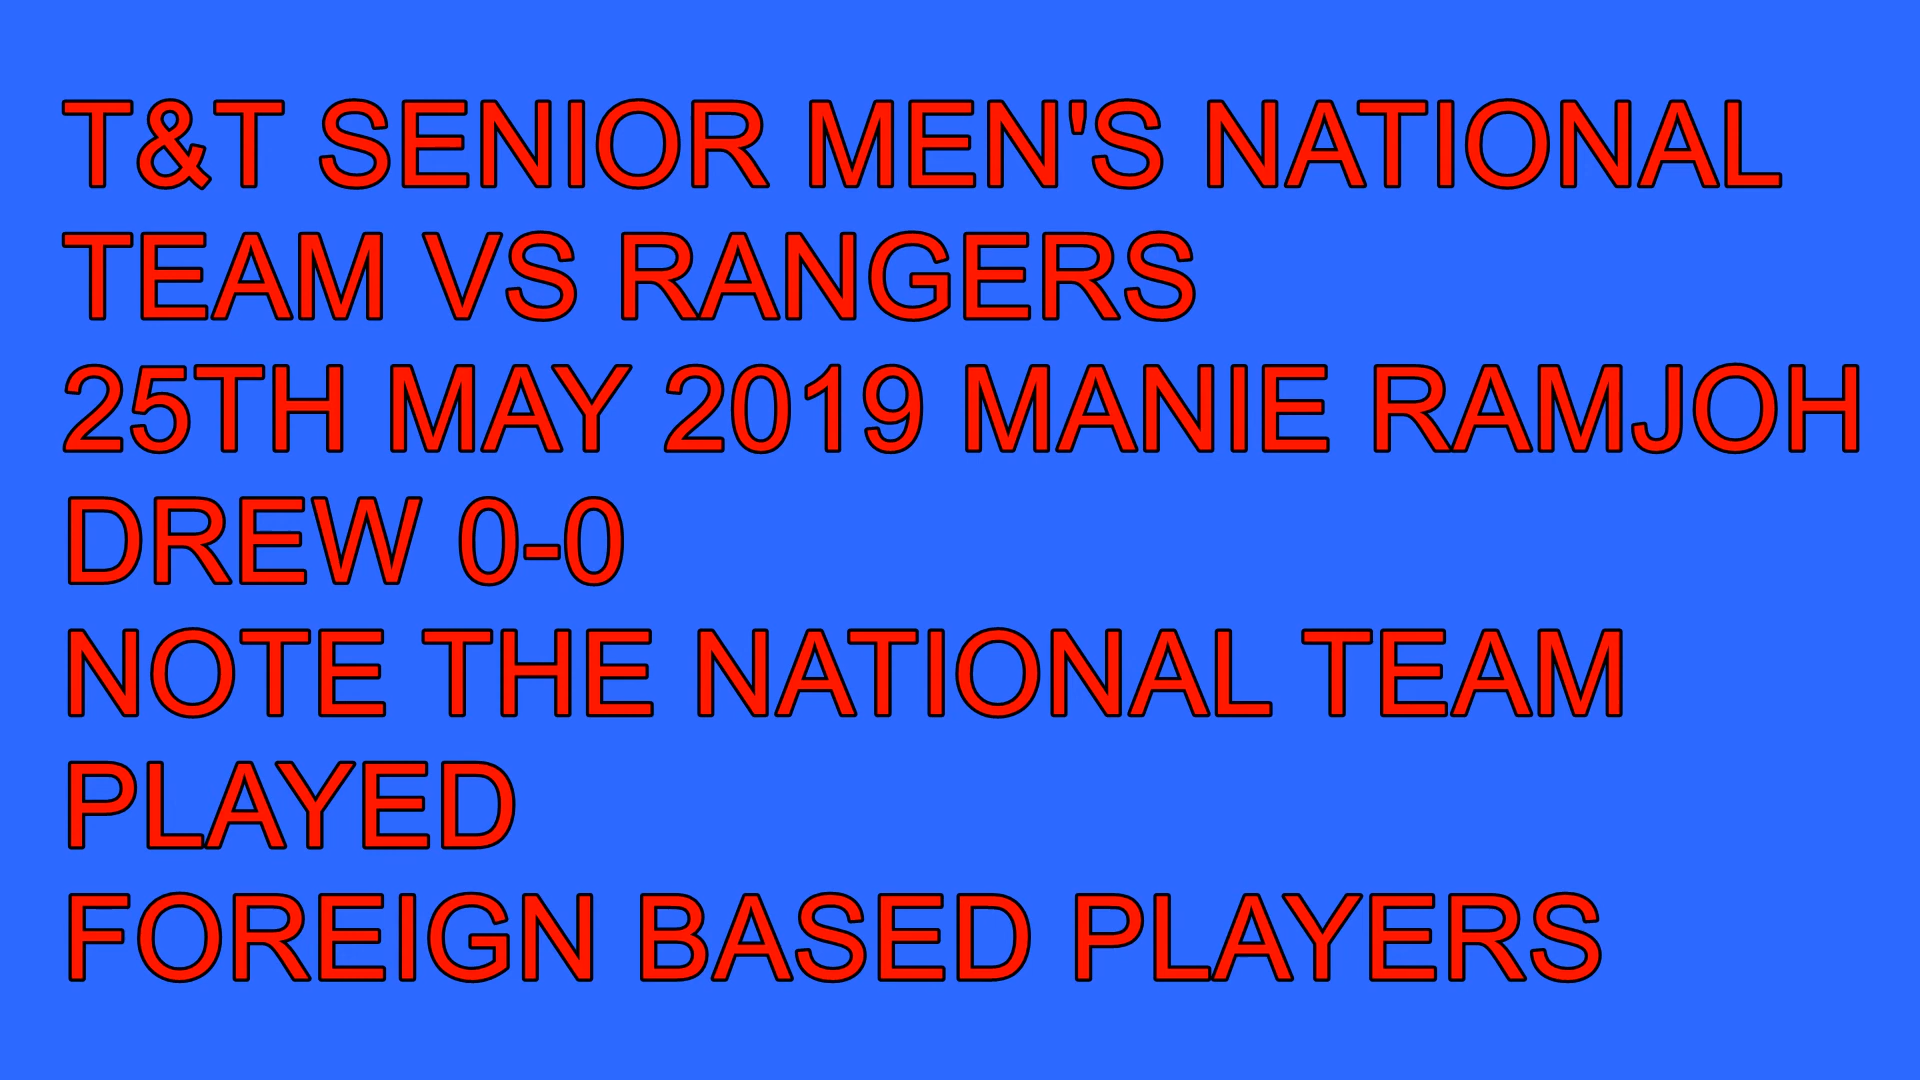 T&T SENIOR MEN'S NATIONAL
TEAM VS RANGERS
25TH MAY 2019 MANIE RAMJOH
DREW 0-0
NOTE THE NATIONAL TEAM
PLAYED
FOREIGN BASED PLAYERS